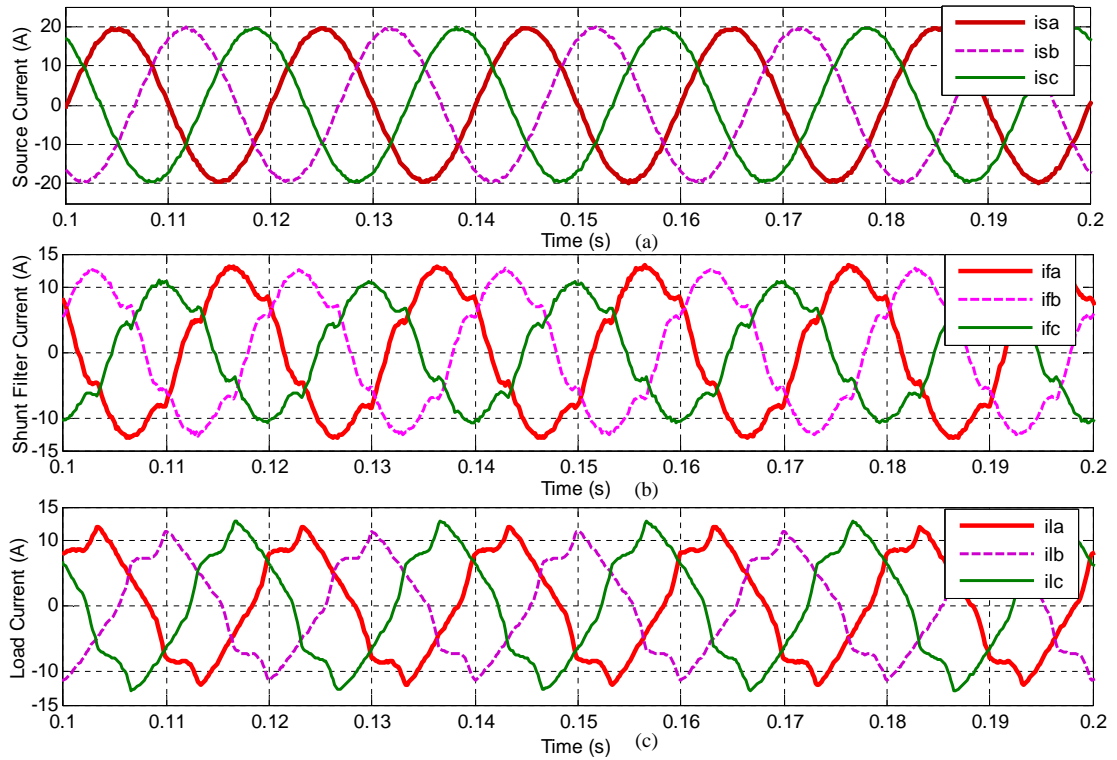 Source Current (A)
20
10
0
-10
-20
isa
isb
isc
0.1 0.11 0.12 0.13 0.14 0.15 0.16 0.17 0.18 0.19 0.2
Time (s)
(a)
Shunt Filter Current (A)
10
0
-10
-15
ifa
ifb
ifc
0.1 0.11 0.12 0.13 0.14 0.15 0.16 0.17 0.18 0.19 0.2
Time (s)
(b)
Load Current (A)
15
10
0
-10
-15
ila
ilb
ilc
0.1 0.11 0.12 0.13 0.14 0.15 0.16 0.17 0.18 0.19 0.2
Time (s)
(c)